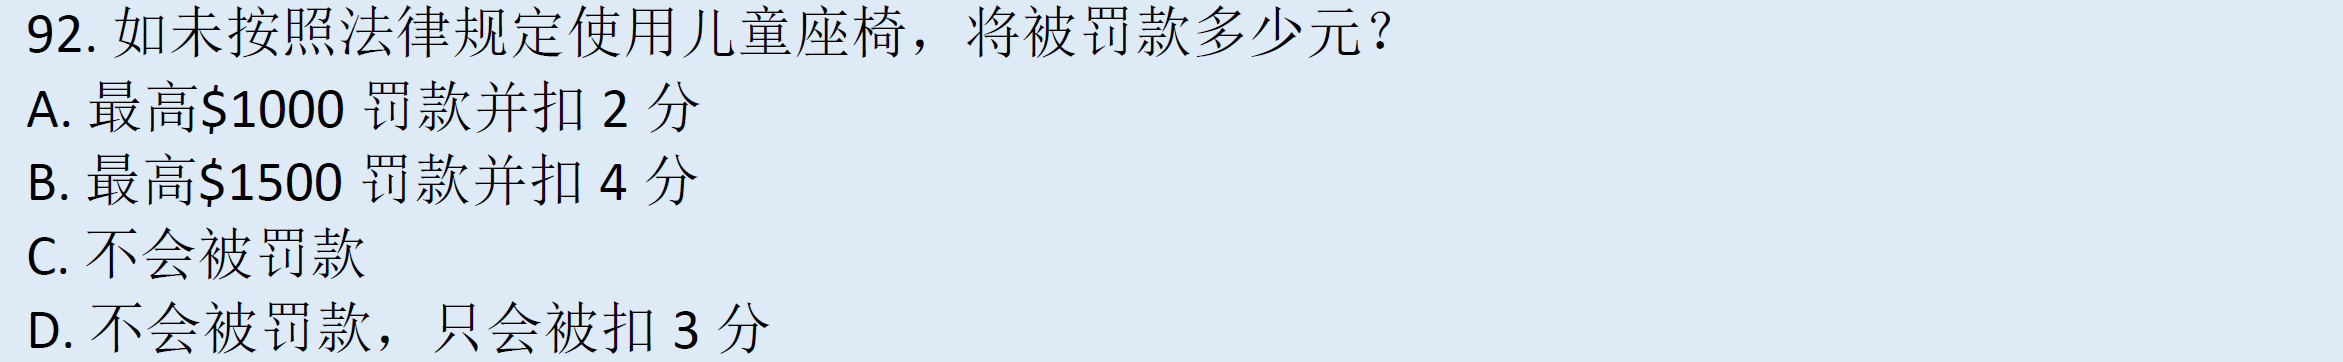 92. 如未按照法律规定使用儿童座椅，将被罚款多少元？
A. 最高$1000 罚款并扣 2 分
B. 最高$1500 罚款并扣 4 分
C. 不会被罚款
D. 不会被罚款，只会被扣 3 分